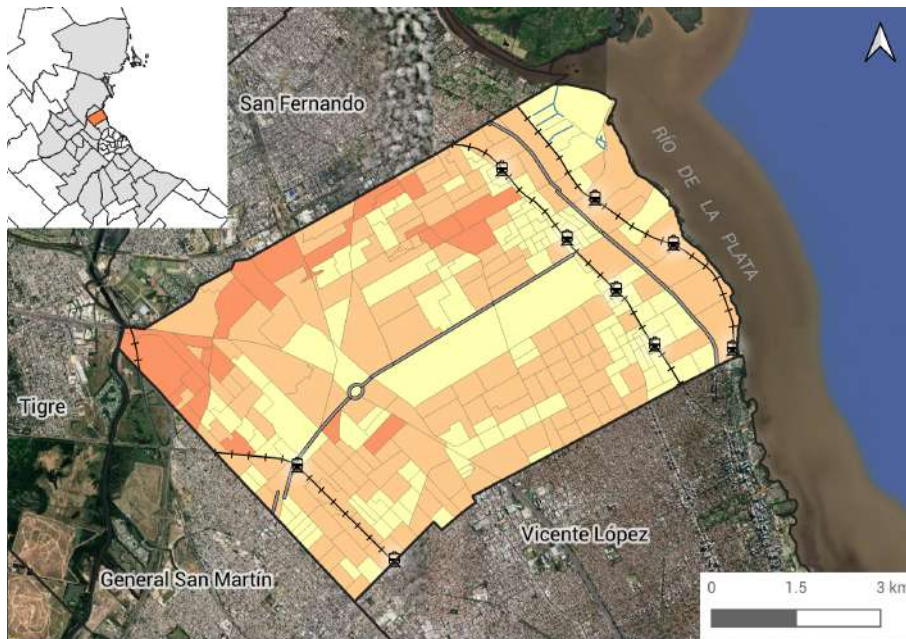 San Fernando
RÍO DE LA PLATA
Tigre
Vicente López
General San Martín
0 1.5 3 km